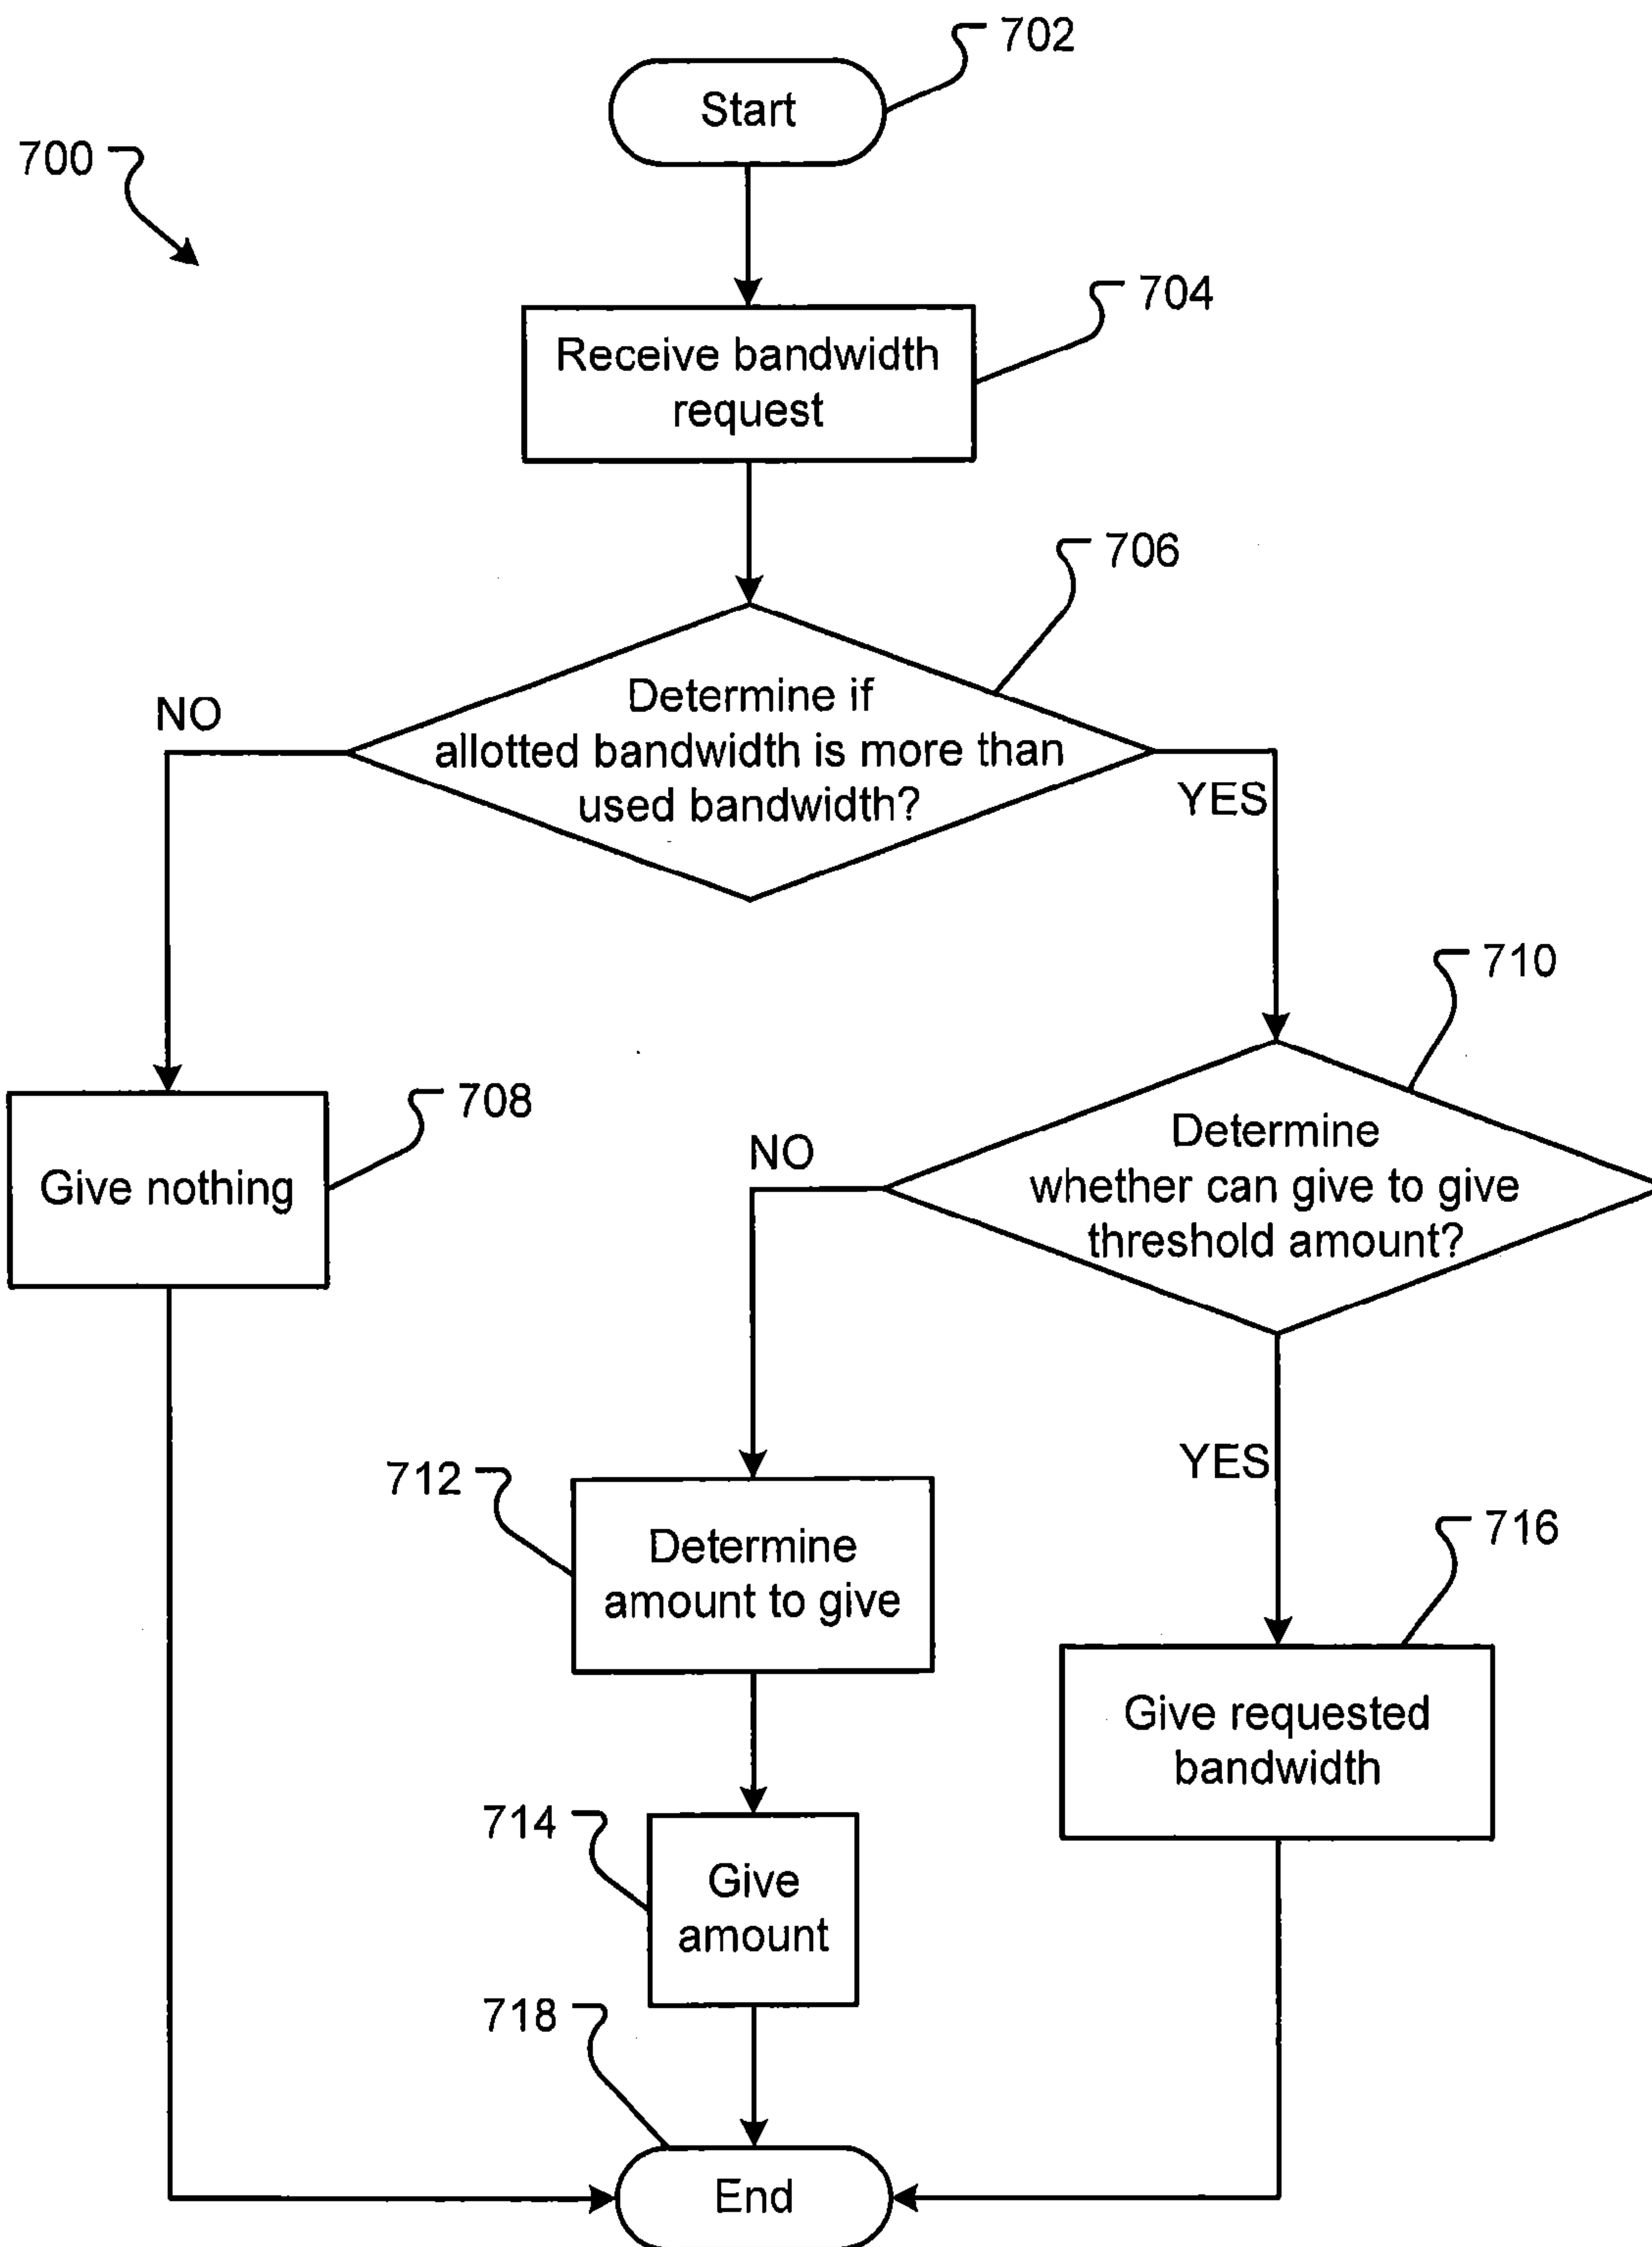 702
Start
700
704
Receive bandwidth
request
706
Determine if
allotted bandwidth is more than
used bandwidth?
NO
YES
710
708
Give nothing
Determine
whether can give to give
threshold amount?
NO
YES
712
Determine
amount to give
716
Give requested
bandwidth
714
Give
amount
718
End